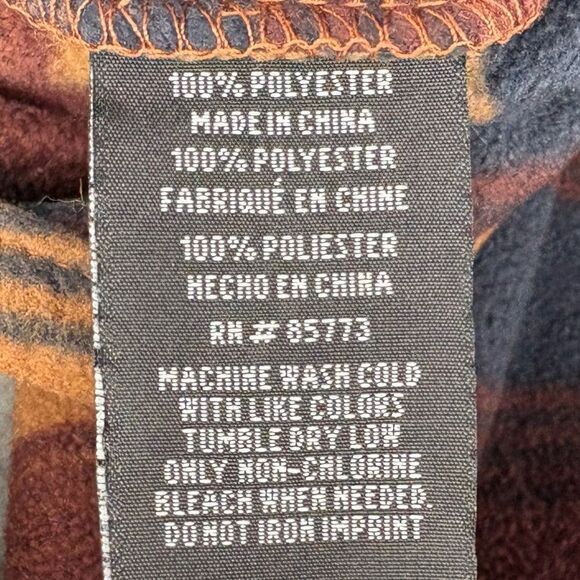 100% POLYESTER
MADE IN CHINA
100% POLYESTER
FABRIQUÉ EN CHINE
100% POLIESTER
HECHO EN CHINA
RN# 85773
MACHINE WASH COLD
WITH LIKE COLORS
TUMBLE DRY LOW
ONLY NON-CHLORINE
BLEACH WHEN NEEDED.
DO NOT IRON IMPRINT